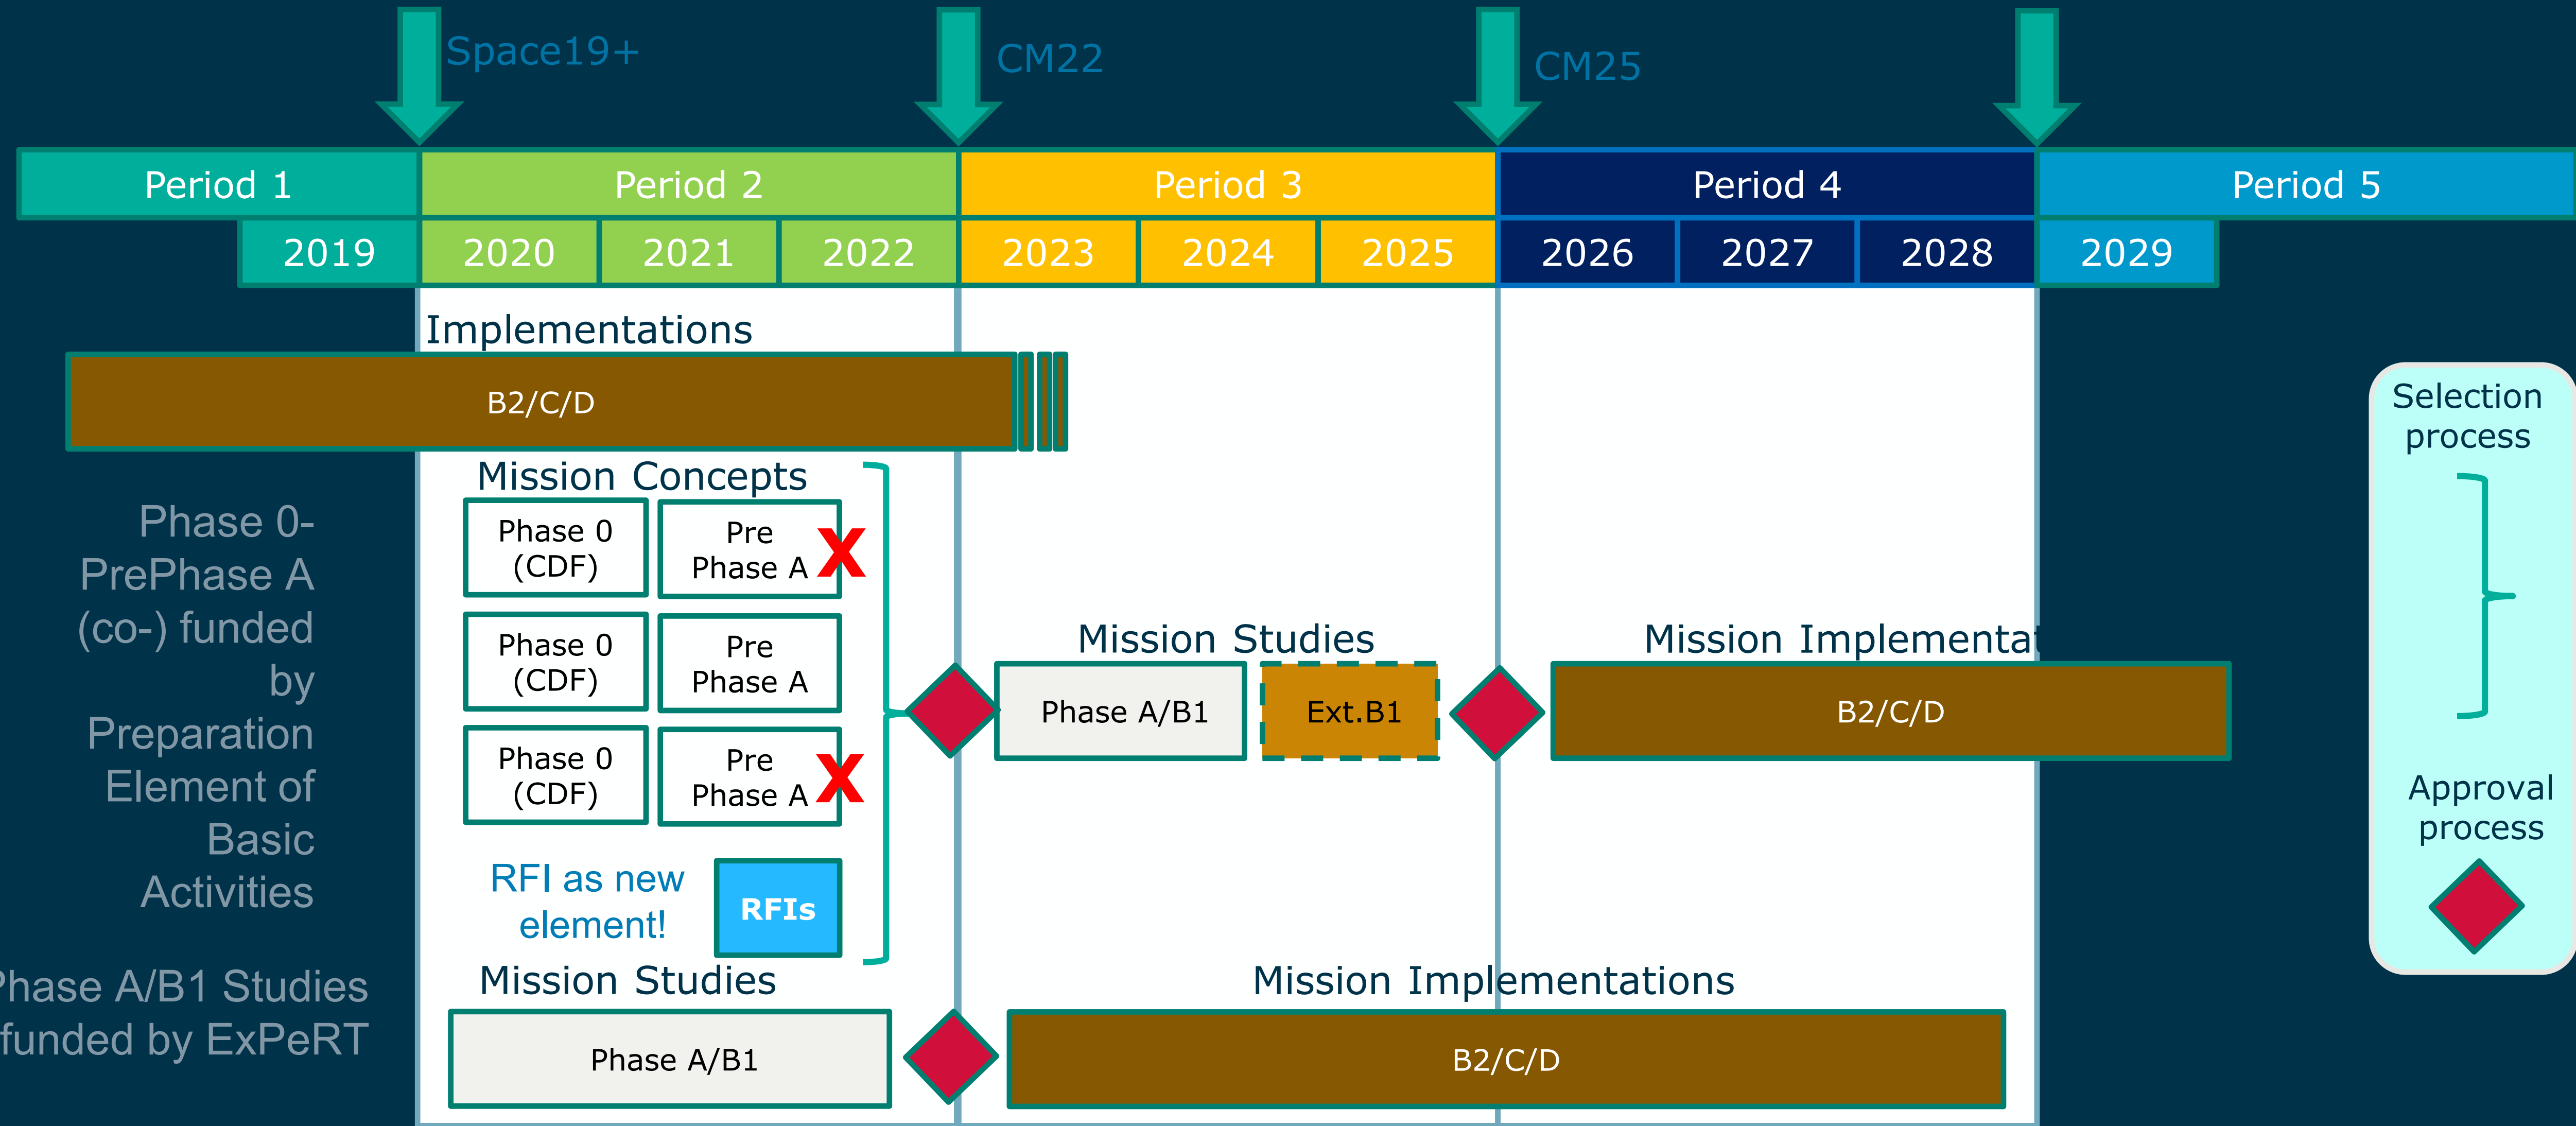 Space19+
CM22
CM25
Period 1
Period 2
Period 3
Period 4
Period 5
2019
2020
2021
2022
2023
2024
2025
2026
2027
2028
2029
Implementations
B2/C/D
Mission Concepts
Phase 0
(CDF)
Pre
Phase A
X
Phase 0
(CDF)
Pre
Phase A
Phase 0
(CDF)
Pre
Phase A
X
RFI as new
element!
RFIs
Phase 0-
PrePhase A
(co-) funded
by
Preparation
Element of
Basic
Activities
Mission Studies
Phase A/B1
Ext.B1
Mission Implementat
B2/C/D
Phase A/B1 Studies
funded by ExPeRT
Mission Studies
Phase A/B1
Mission Implementations
B2/C/D
Selection
process
Approval
process